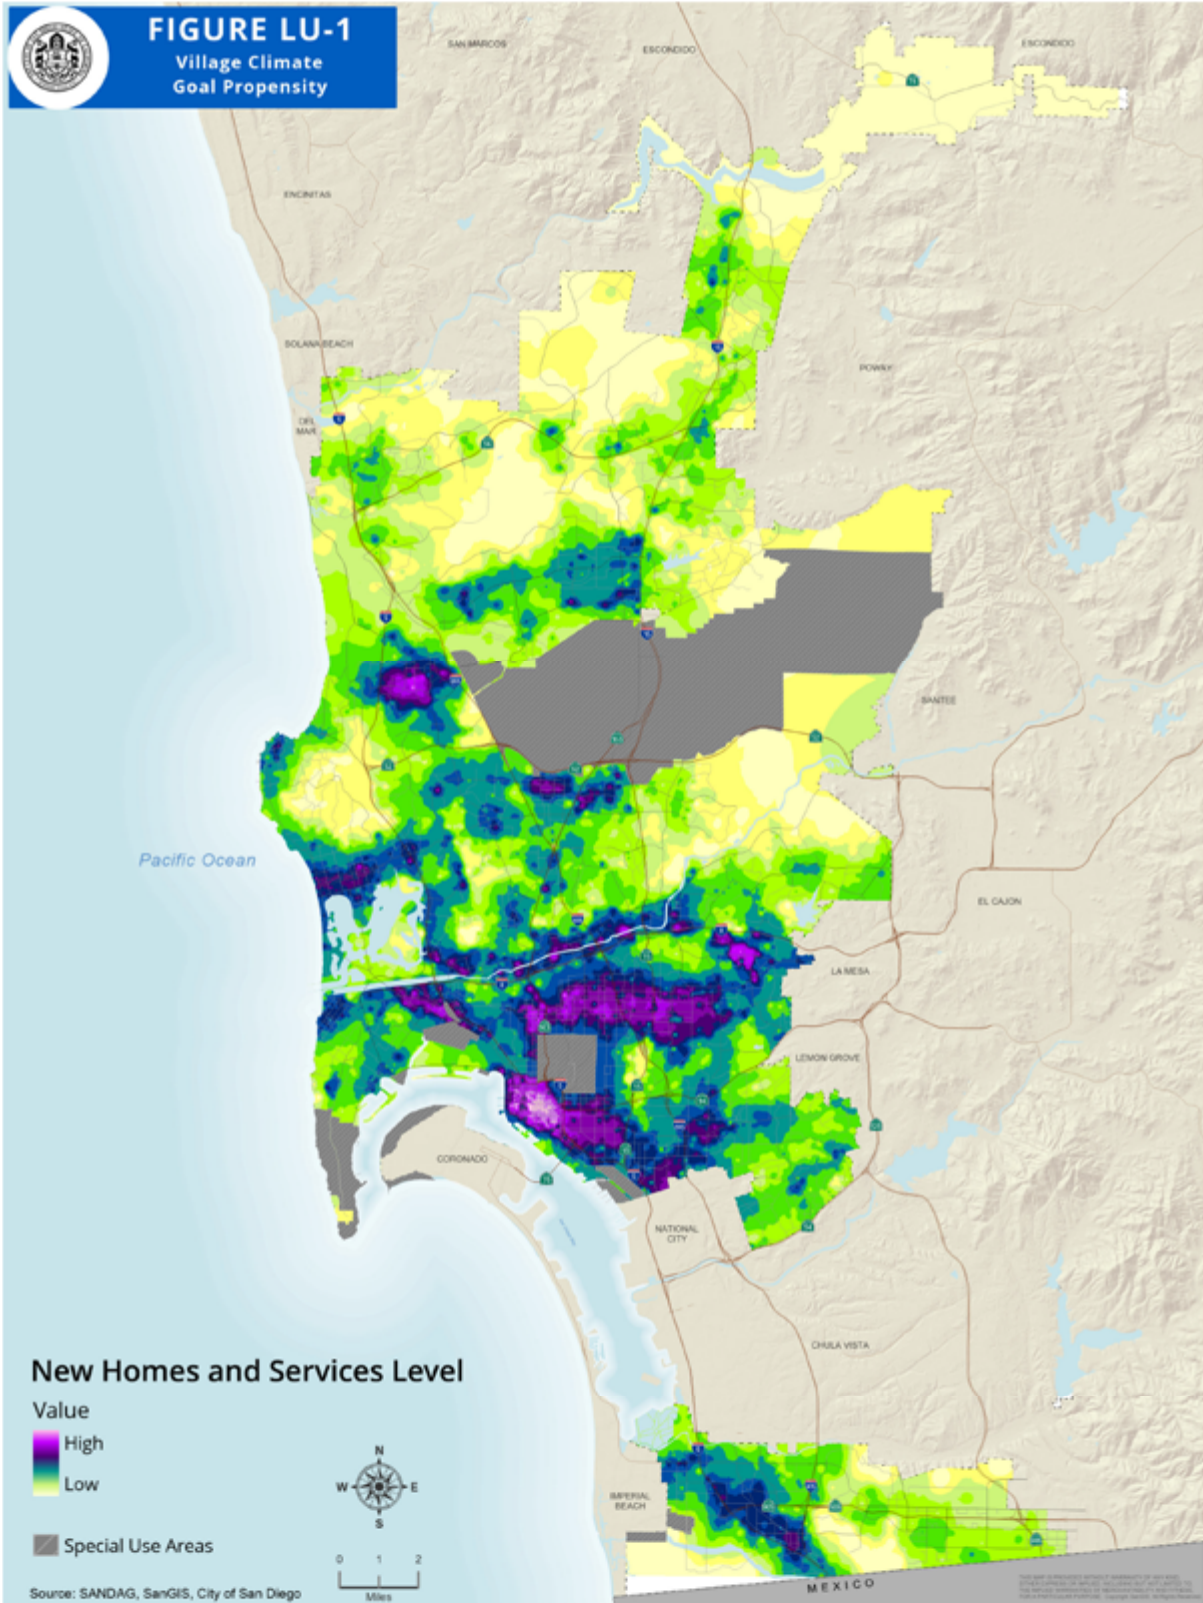 FIGURE LU-1
Village Climate
Goal Propensity
SAN MARCOS
ESCONDIDO
ESCONDIDO
ENCINITAS
SOLANA BEACH
DEL
MAR
POWAY
SANTEE
Pacific Ocean
EL CAJON
LA MESA
LEMON GROVE
CORONADO
NATIONAL
CITY
CHULA VISTA
IMPERIAL
BEACH
MEXICO
New Homes and Services Level
Value
High
Low
Special Use Areas
N
W
E
S
0 1 2
Miles
Source: SANDAG, SanGIS, City of San Diego